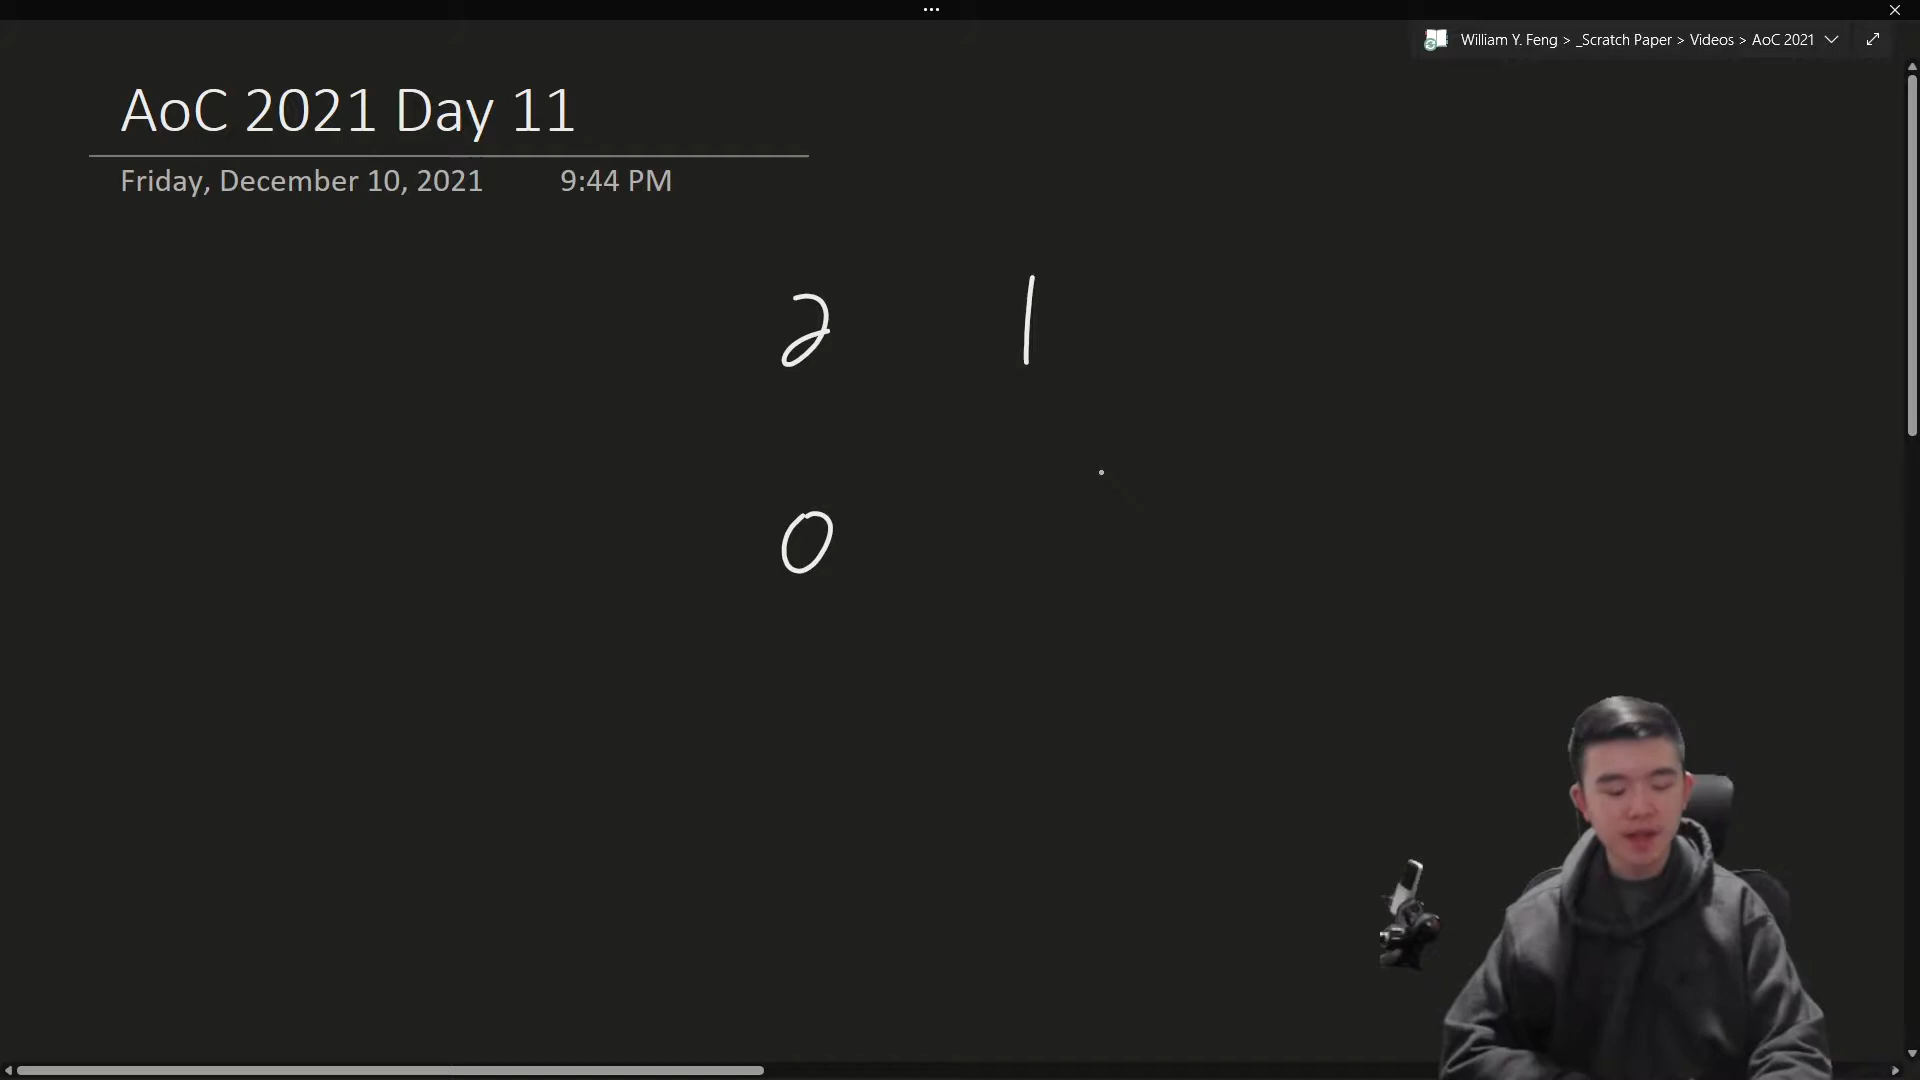 ...
William Y. Feng > _Scratch Paper > Videos > AoC 2021
AoC 2021 Day 11
Friday, December 10, 2021 9:44 PM
2 1
0